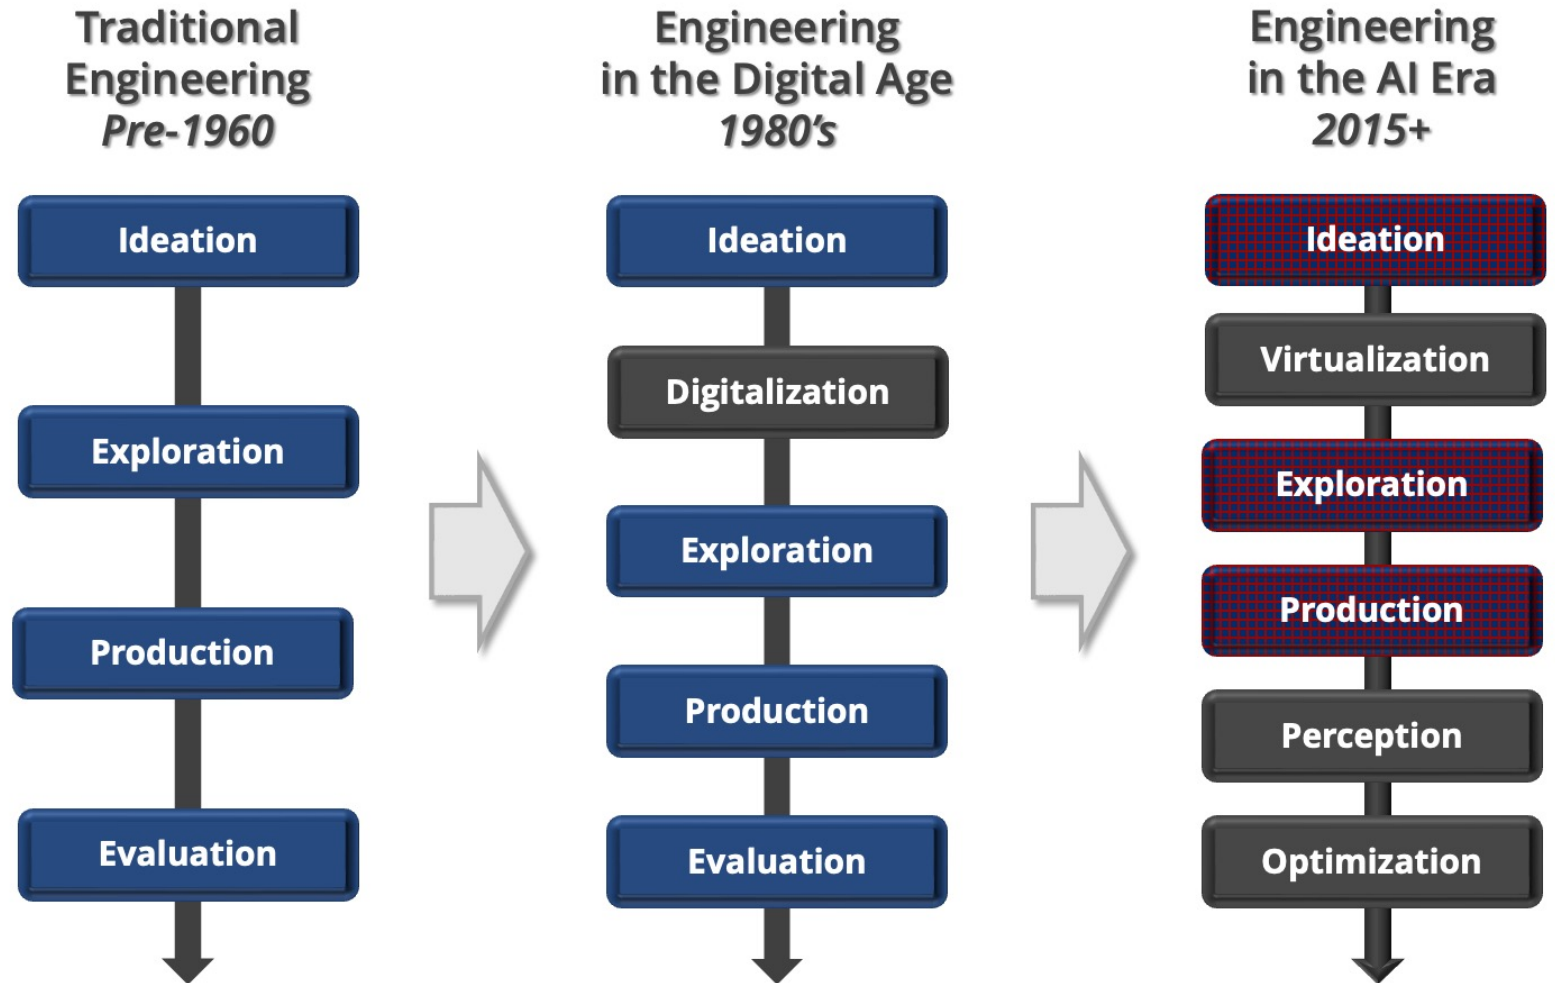 Traditional
Engineering
Pre-1960
Ideation
Exploration
Production
Evaluation
Engineering
in the Digital Age
1980’s
Ideation
Digitalization
Exploration
Production
Evaluation
Engineering
in the AI Era
2015+
Ideation
Virtualization
Exploration
Production
Perception
Optimization